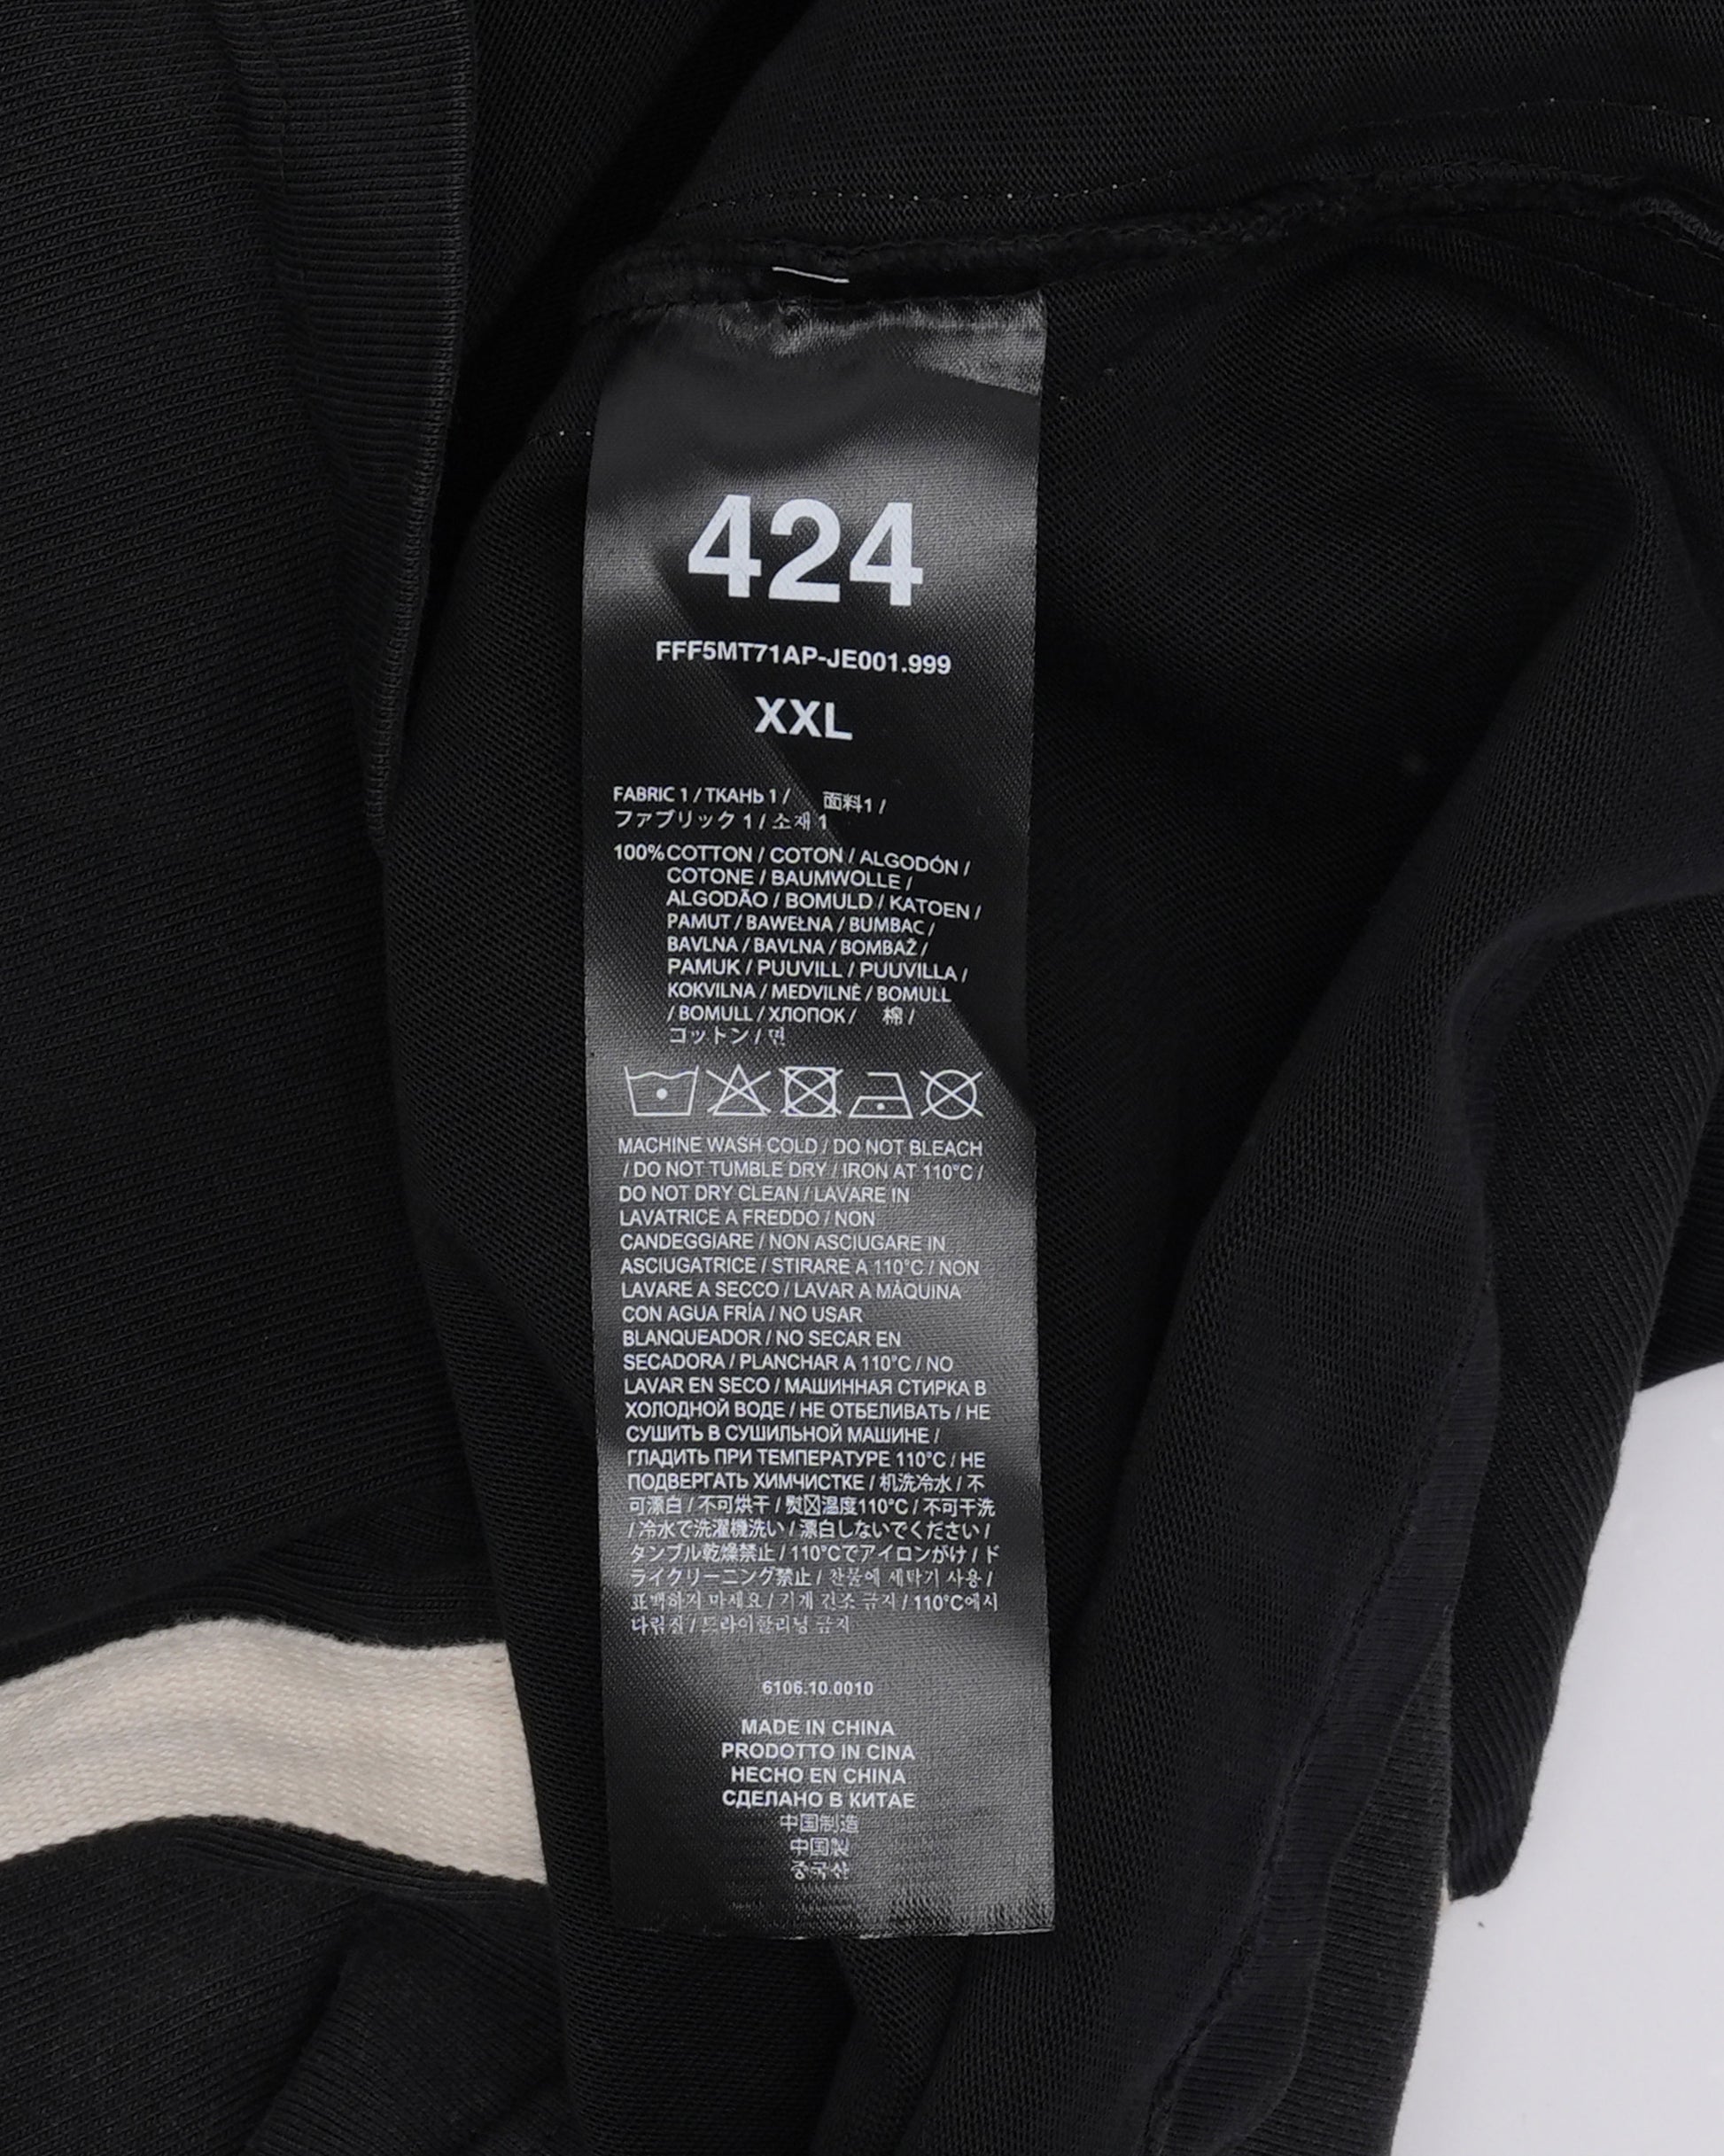 424
FFF5MT71AP-JE001.999
XXL
FABRIC 1 / ТКАНЬ 1 / 面料1 /
ファブリック 1 / 소재 1
100% COTTON / COTON / ALGODÓN /
COTONE / BAUMWOLLE /
ALGODÃO / BOMULD / KATOEN /
PAMUT / BAWEŁNA / BUMBAC /
BAVLNA / BAVLNA / BOMBAŽ /
PAMUK / PUUVILL / PUUVILLA /
KOKVILNA / MEDVILNĖ / BOMULL
/ BOMULL / ХЛОПОК / 棉 /
コットン / 면
MACHINE WASH COLD / DO NOT BLEACH
/ DO NOT TUMBLE DRY / IRON AT 110°C /
DO NOT DRY CLEAN / LAVARE IN
LAVATRICE A FREDDO / NON
CANDEGGIARE / NON ASCIUGARE IN
ASCIUGATRICE / STIRARE A 110°C / NON
LAVARE A SECCO / LAVAR A MÁQUINA
CON AGUA FRÍA / NO USAR
BLANQUEADOR / NO SECAR EN
SECADORA / PLANCHAR A 110°C / NO
LAVAR EN SECO / МАШИННАЯ СТИРКА В
ХОЛОДНОЙ ВОДЕ / НЕ ОТБЕЛИВАТЬ / НЕ
СУШИТЬ В СУШИЛЬНОЙ МАШИНЕ /
ГЛАДИТЬ ПРИ ТЕМПЕРАТУРЕ 110°C / НЕ
ПОДВЕРГАТЬ ХИМЧИСТКЕ / 机洗冷水 / 不
可漂白 / 不可烘干 / 熨温度110°C / 不可干洗
/ 冷水で洗濯機洗い / 漂白しないでください /
タンブル乾燥禁止 / 110°Cでアイロンがけ / ド
ライクリーニング禁止 / 찬물에 세탁기 사용 /
표백하지 마세요 / 기계 건조 금지 / 110°C에서
다림질 / 드라이클리닝 금지
6106.10.0010
MADE IN CHINA
PRODOTTO IN CINA
HECHO EN CHINA
СДЕЛАНО В КИТАЕ
中国制造
中国製
중국산